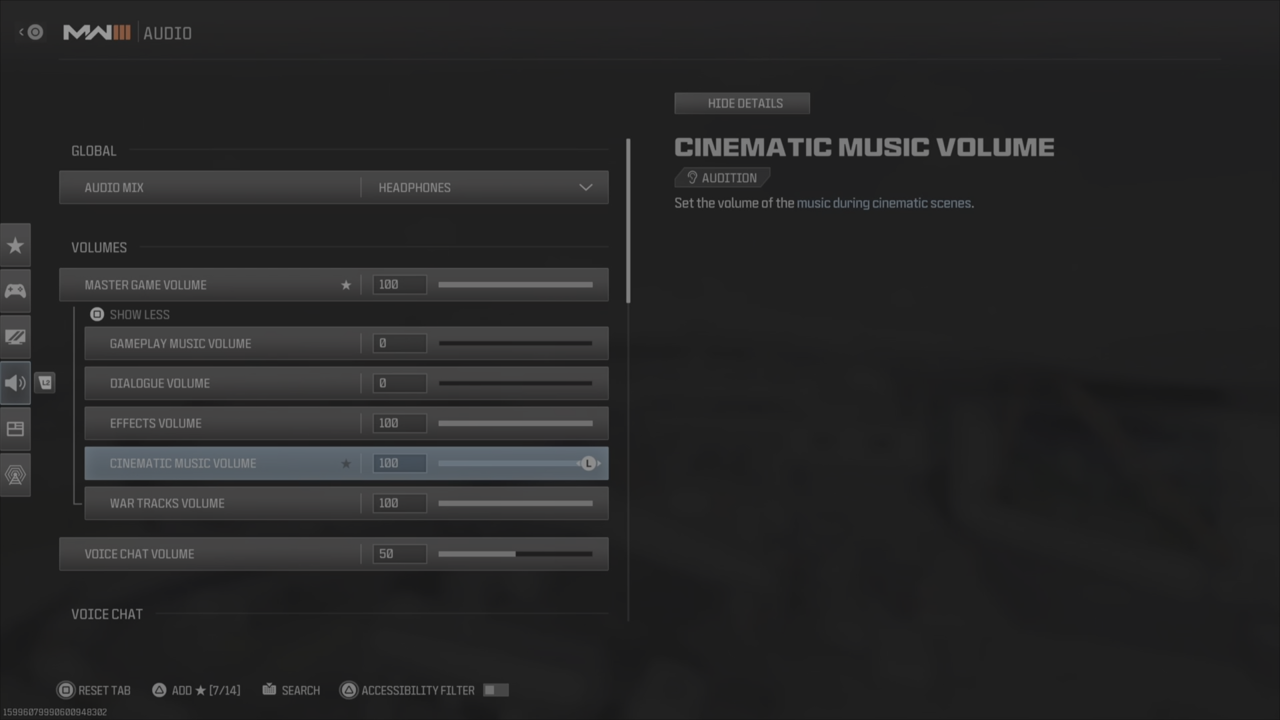 MWIII AUDIO
HIDE DETAILS
CINEMATIC MUSIC VOLUME
AUDITION
Set the volume of the music during cinematic scenes.
GLOBAL
AUDIO MIX HEADPHONES
VOLUMES
MASTER GAME VOLUME 100
SHOW LESS
GAMEPLAY MUSIC VOLUME 0
DIALOGUE VOLUME 0
EFFECTS VOLUME 100
CINEMATIC MUSIC VOLUME 100 L
WAR TRACKS VOLUME 100
VOICE CHAT VOLUME 50
VOICE CHAT
L2
RESET TAB ADD ★ [7/14] SEARCH ACCESSIBILITY FILTER
15996079990600948302